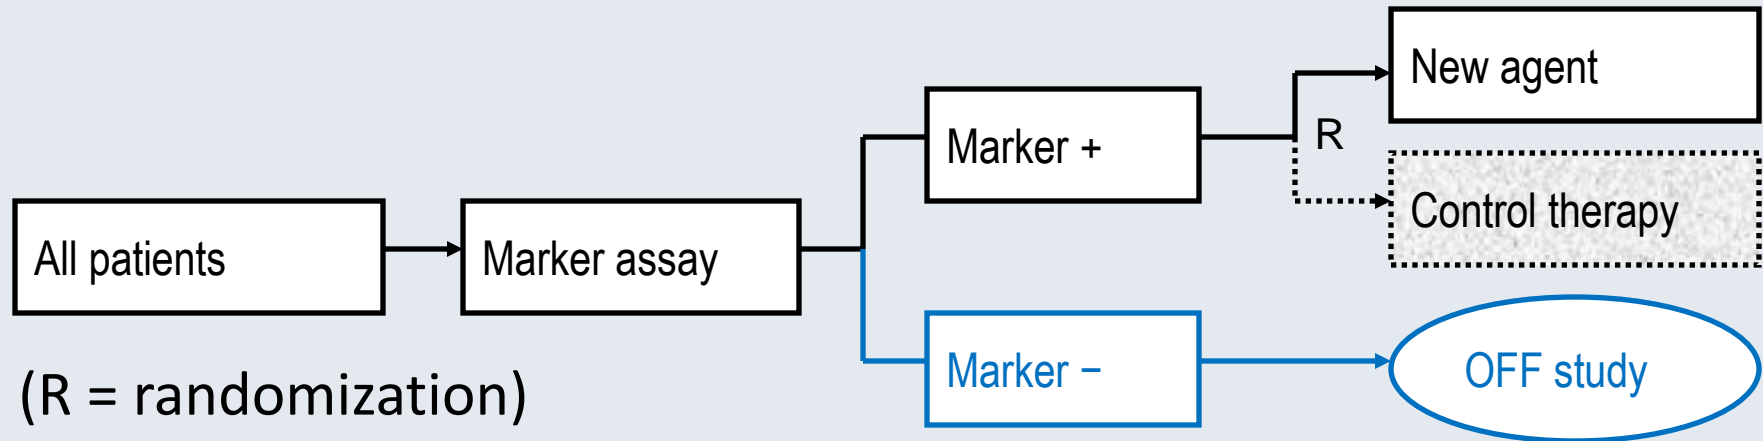 New agent
Marker +
R
Control therapy
All patients
Marker assay
Marker −
OFF study
(R = randomization)